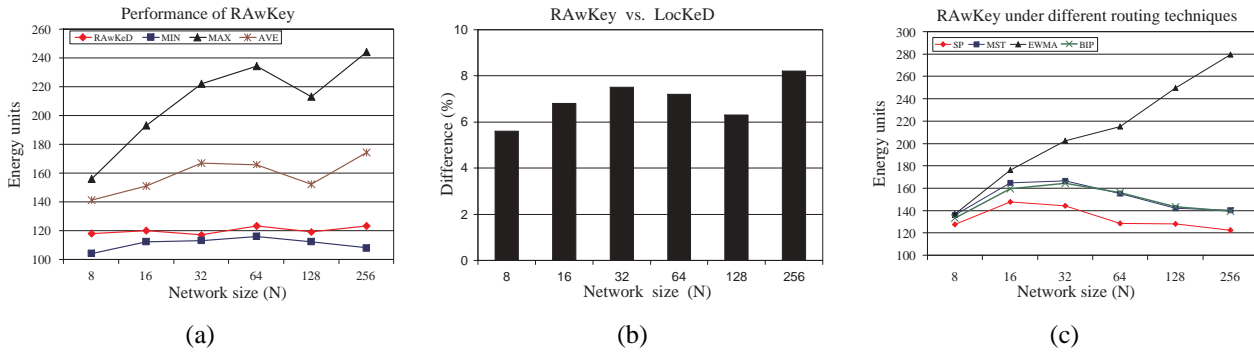 Performance of RAwKey
RAwKeD MIN MAX AVE
260
240
220
200
180
160
140
120
100
Energy units
8 16 32 64 128 256
Network size (N)
(a)
RAwKey vs. LocKeD
10
8
6
4
2
0
Difference (%)
8 16 32 64 128 256
Network size (N)
(b)
RAwKey under different routing techniques
SP MST EWMA BIP
300
280
260
240
220
200
180
160
140
120
100
Energy units
8 16 32 64 128 256
Network size (N)
(c)